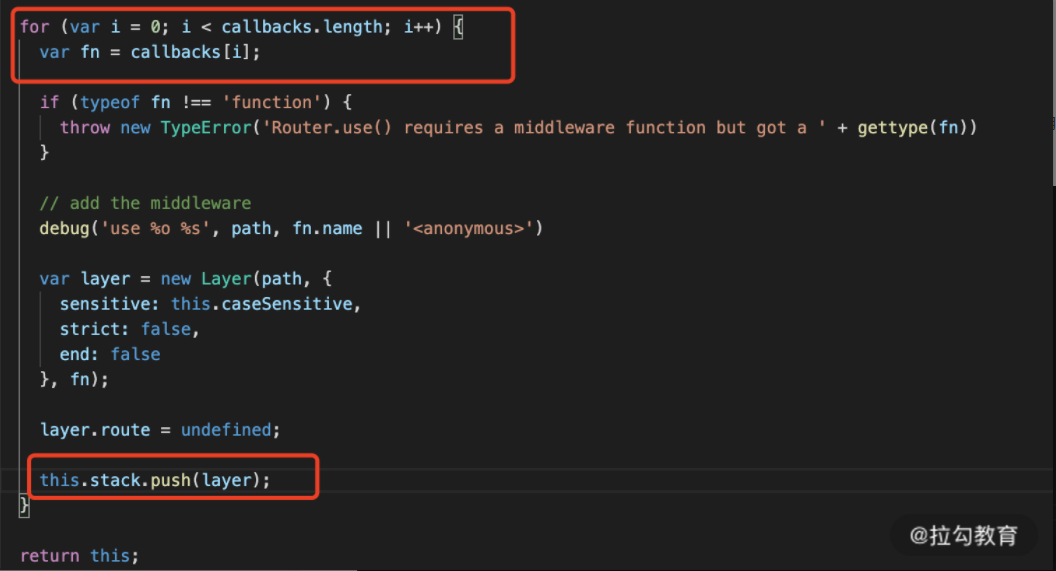 for (var i = 0; i < callbacks.length; i++) {
  var fn = callbacks[i];
  if (typeof fn !== 'function') {
    throw new TypeError('Router.use() requires a middleware function but got a ' + gettype(fn))
  }
  // add the middleware
  debug('use %o %s', path, fn.name || '<anonymous>')
  var layer = new Layer(path, {
    sensitive: this.caseSensitive,
    strict: false,
    end: false
  }, fn);
  layer.route = undefined;
  this.stack.push(layer);
}
return this;
@拉勾教育